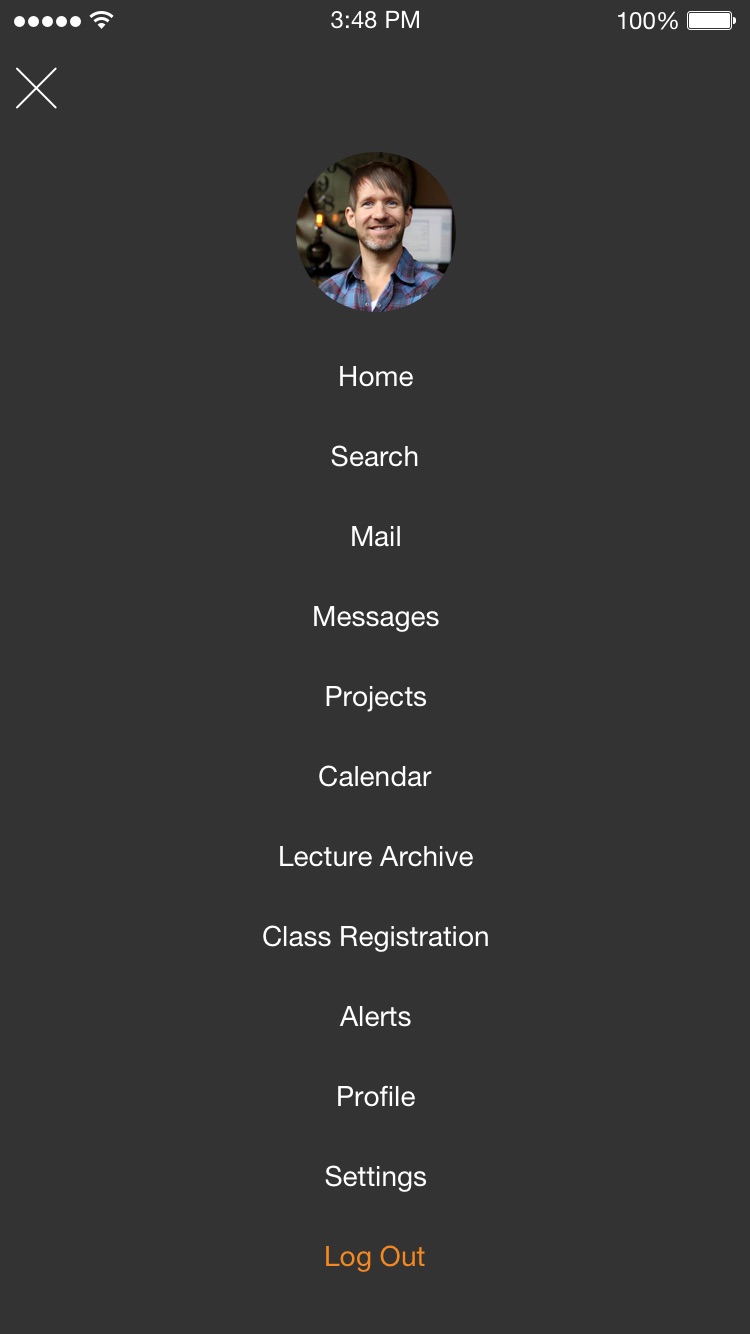 3:48 PM
100%
Home
Search
Mail
Messages
Projects
Calendar
Lecture Archive
Class Registration
Alerts
Profile
Settings
Log Out